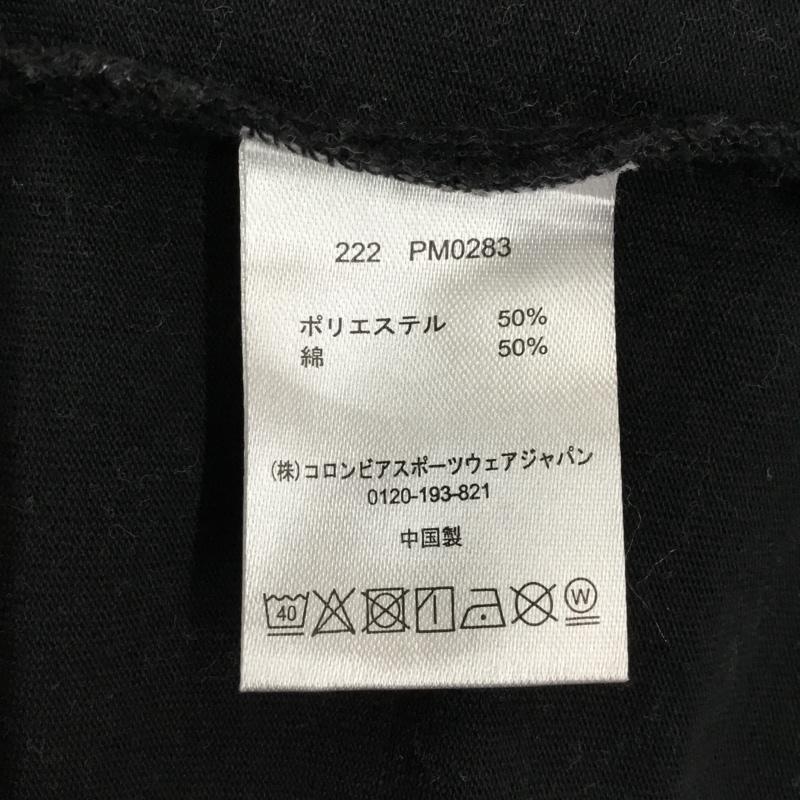 222 PM0283
ポリエステル 50%
綿 50%
(株)コロンビアスポーツウェアジャパン
0120-193-821
中国製
40 W